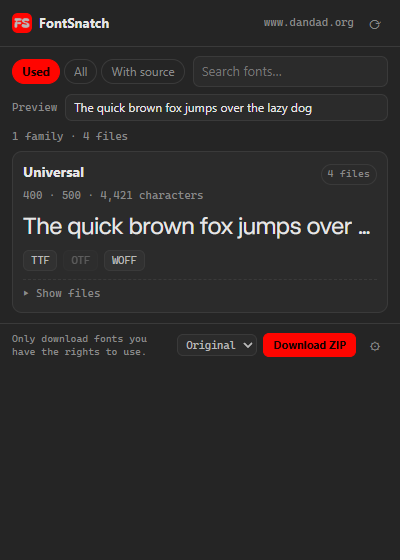 FS FontSnatch www.dandad.org
Used All With source Search fonts...
Preview The quick brown fox jumps over the lazy dog
1 family · 4 files
Universal 4 files
400 · 500 · 4,421 characters
The quick brown fox jumps over ...
TTF OTF WOFF
▸ Show files
Only download fonts you
have the rights to use.
Original Download ZIP